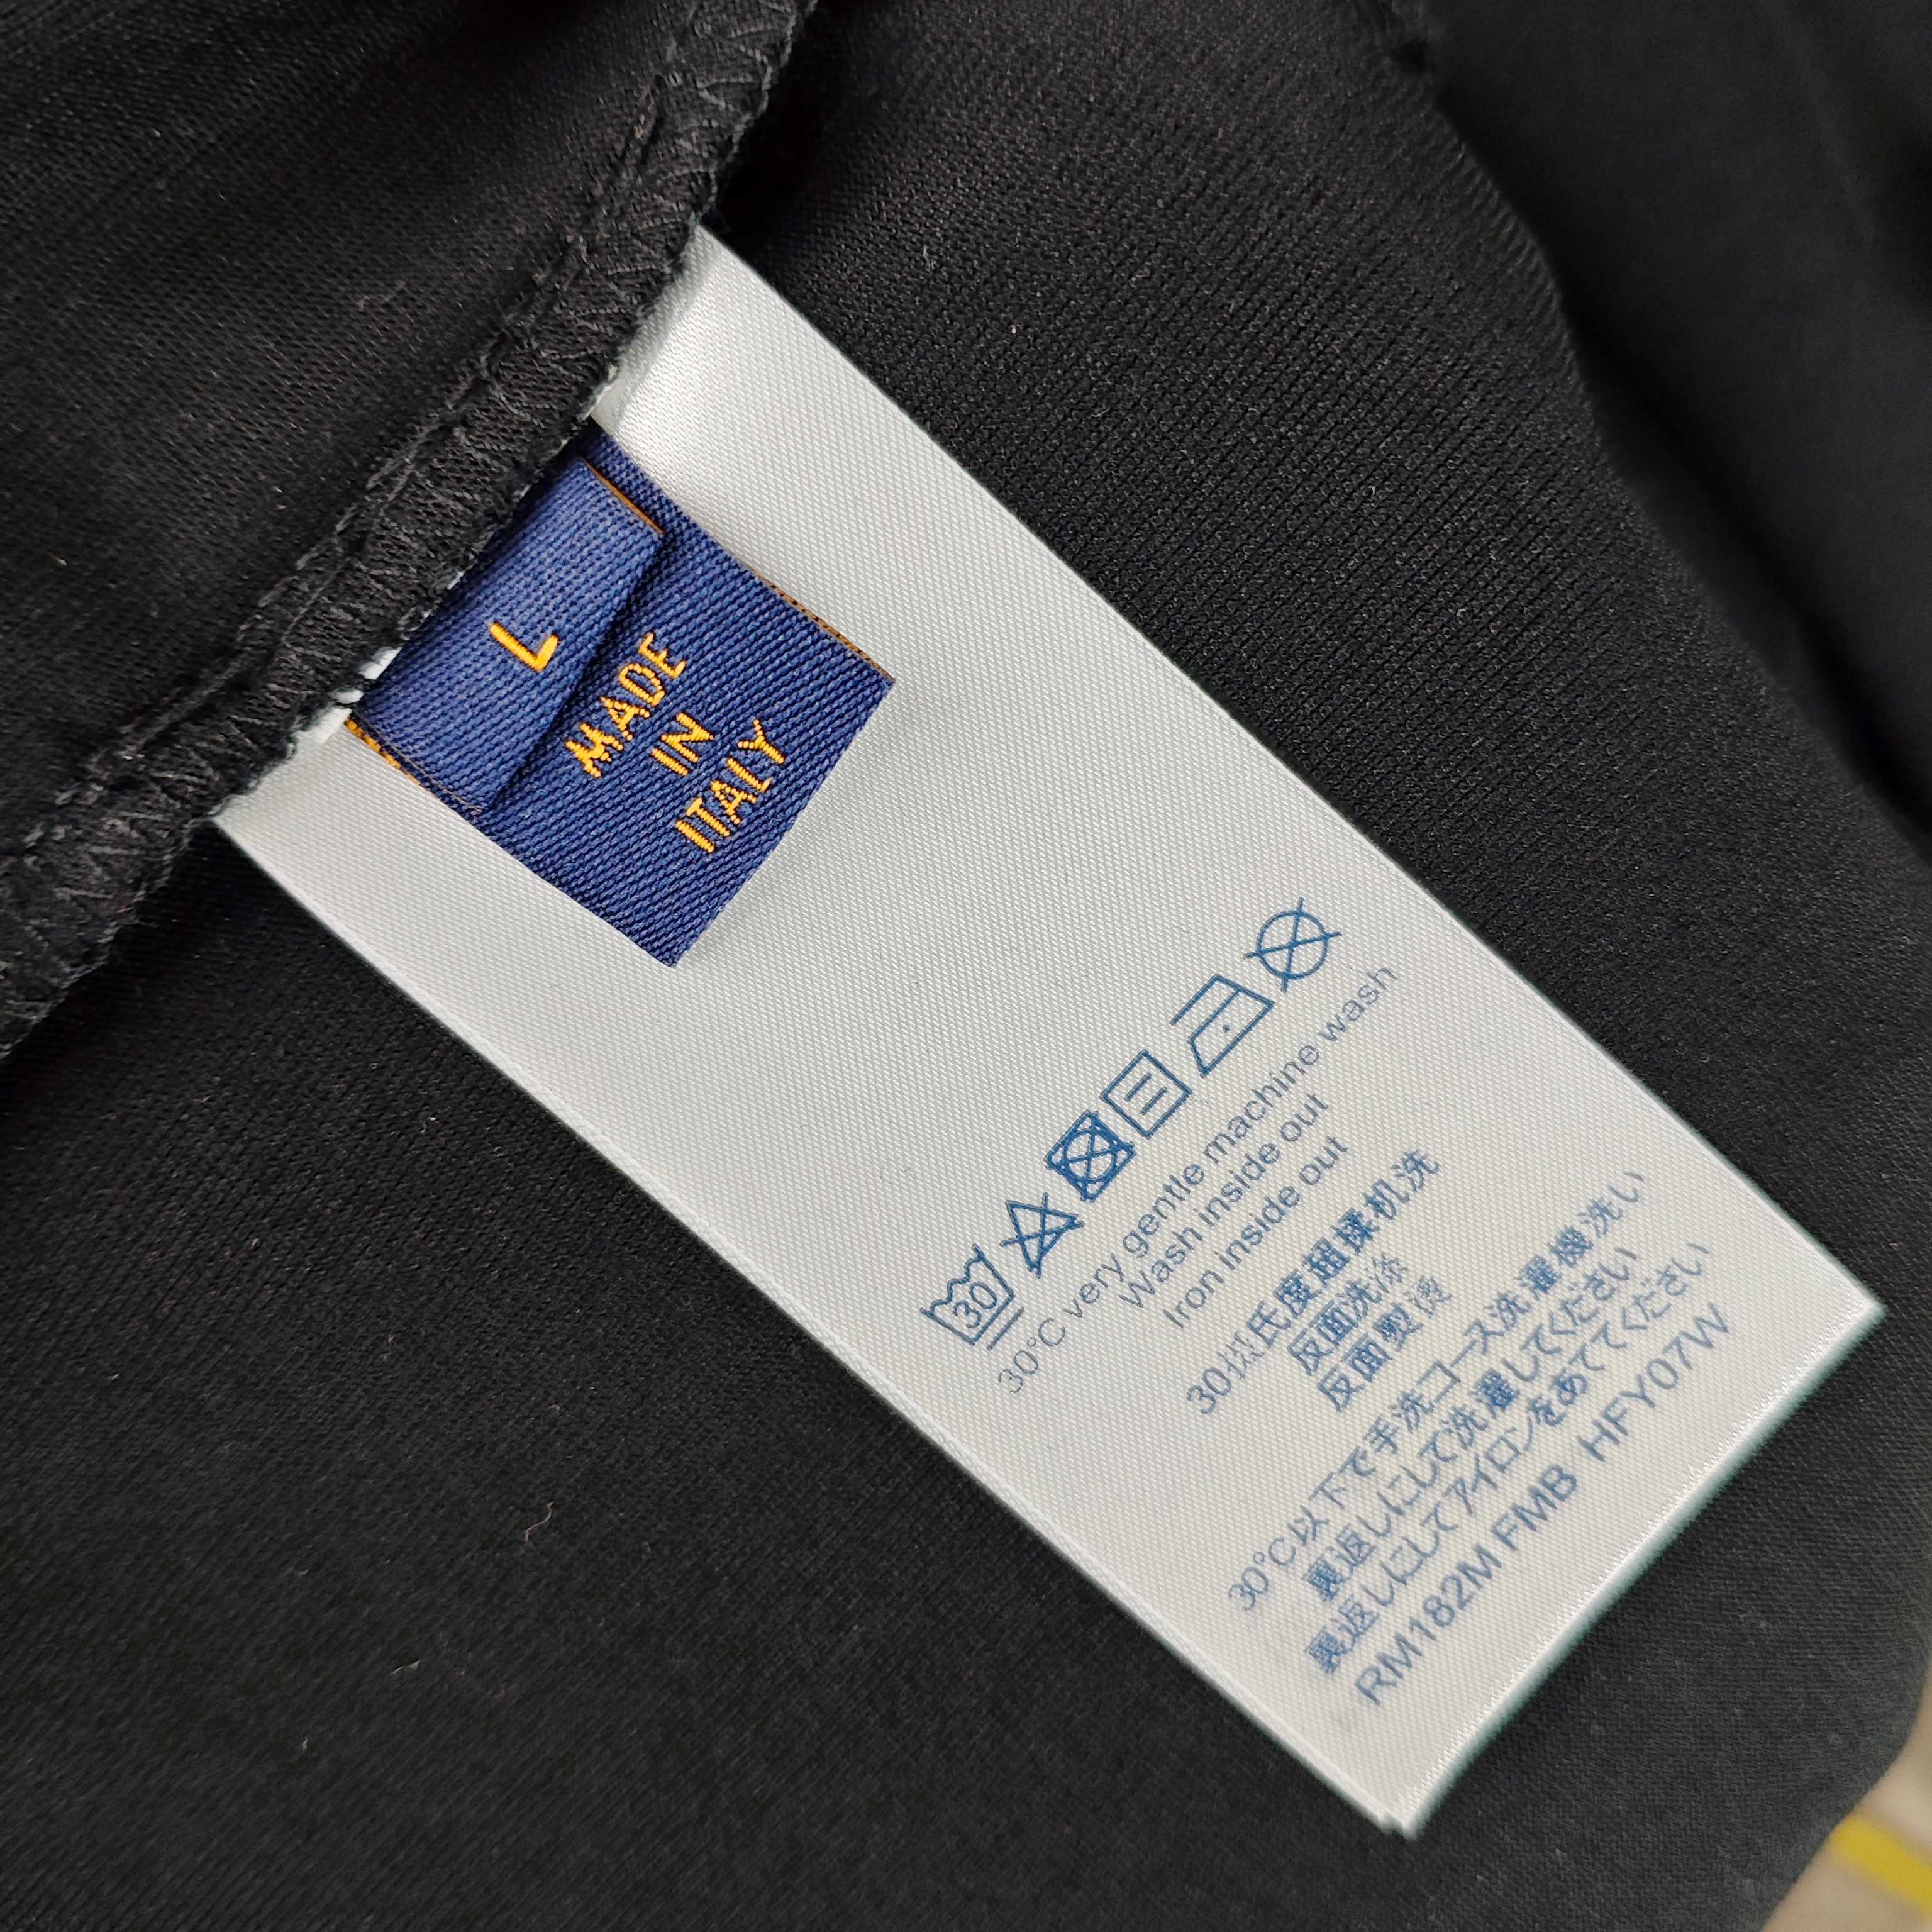 L
MADE
IN
ITALY
30
30°C very gentle machine wash
Wash inside out
Iron inside out
氏度超揉机洗
反面洗涤
反面熨烫
30°C以下で手洗コース洗濯機洗い
裏返しにして洗濯してください
裏返しにしてアイロンをあててください
RM182M FMB HFY07W